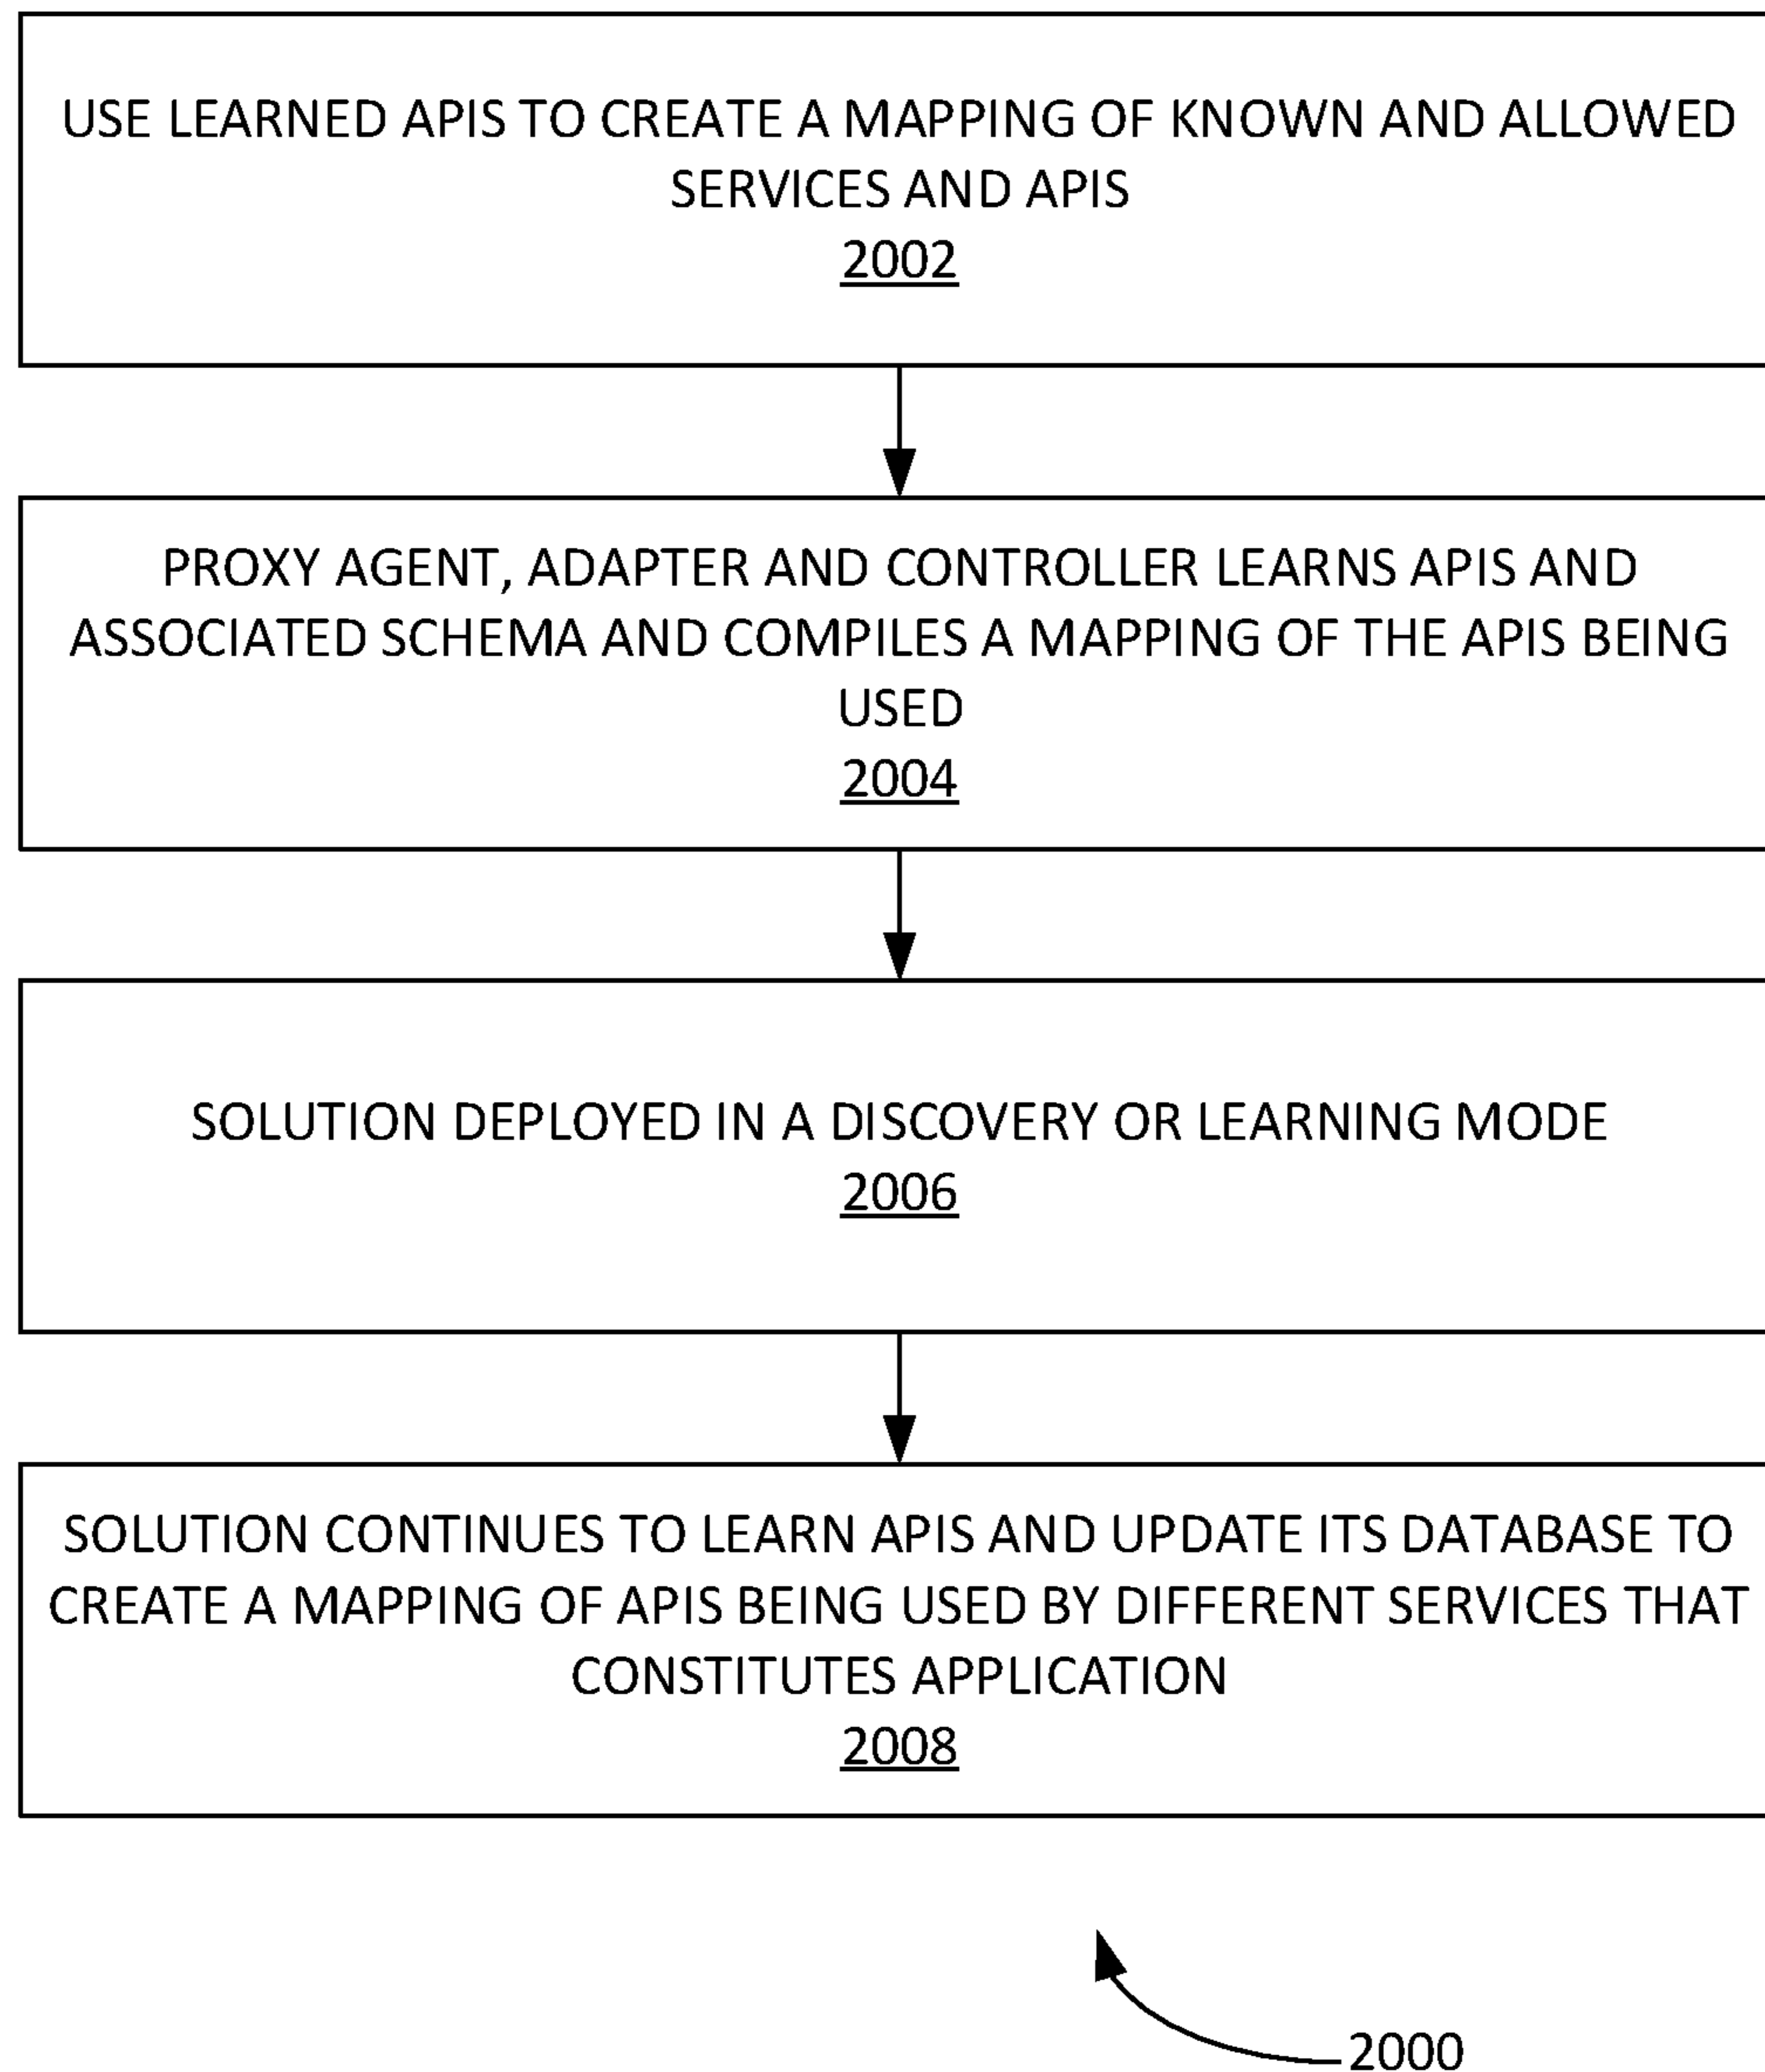 USE LEARNED APIS TO CREATE A MAPPING OF KNOWN AND ALLOWED
SERVICES AND APIS
2002
PROXY AGENT, ADAPTER AND CONTROLLER LEARNS APIS AND
ASSOCIATED SCHEMA AND COMPILES A MAPPING OF THE APIS BEING
USED
2004
SOLUTION DEPLOYED IN A DISCOVERY OR LEARNING MODE
2006
SOLUTION CONTINUES TO LEARN APIS AND UPDATE ITS DATABASE TO
CREATE A MAPPING OF APIS BEING USED BY DIFFERENT SERVICES THAT
CONSTITUTES APPLICATION
2008
2000